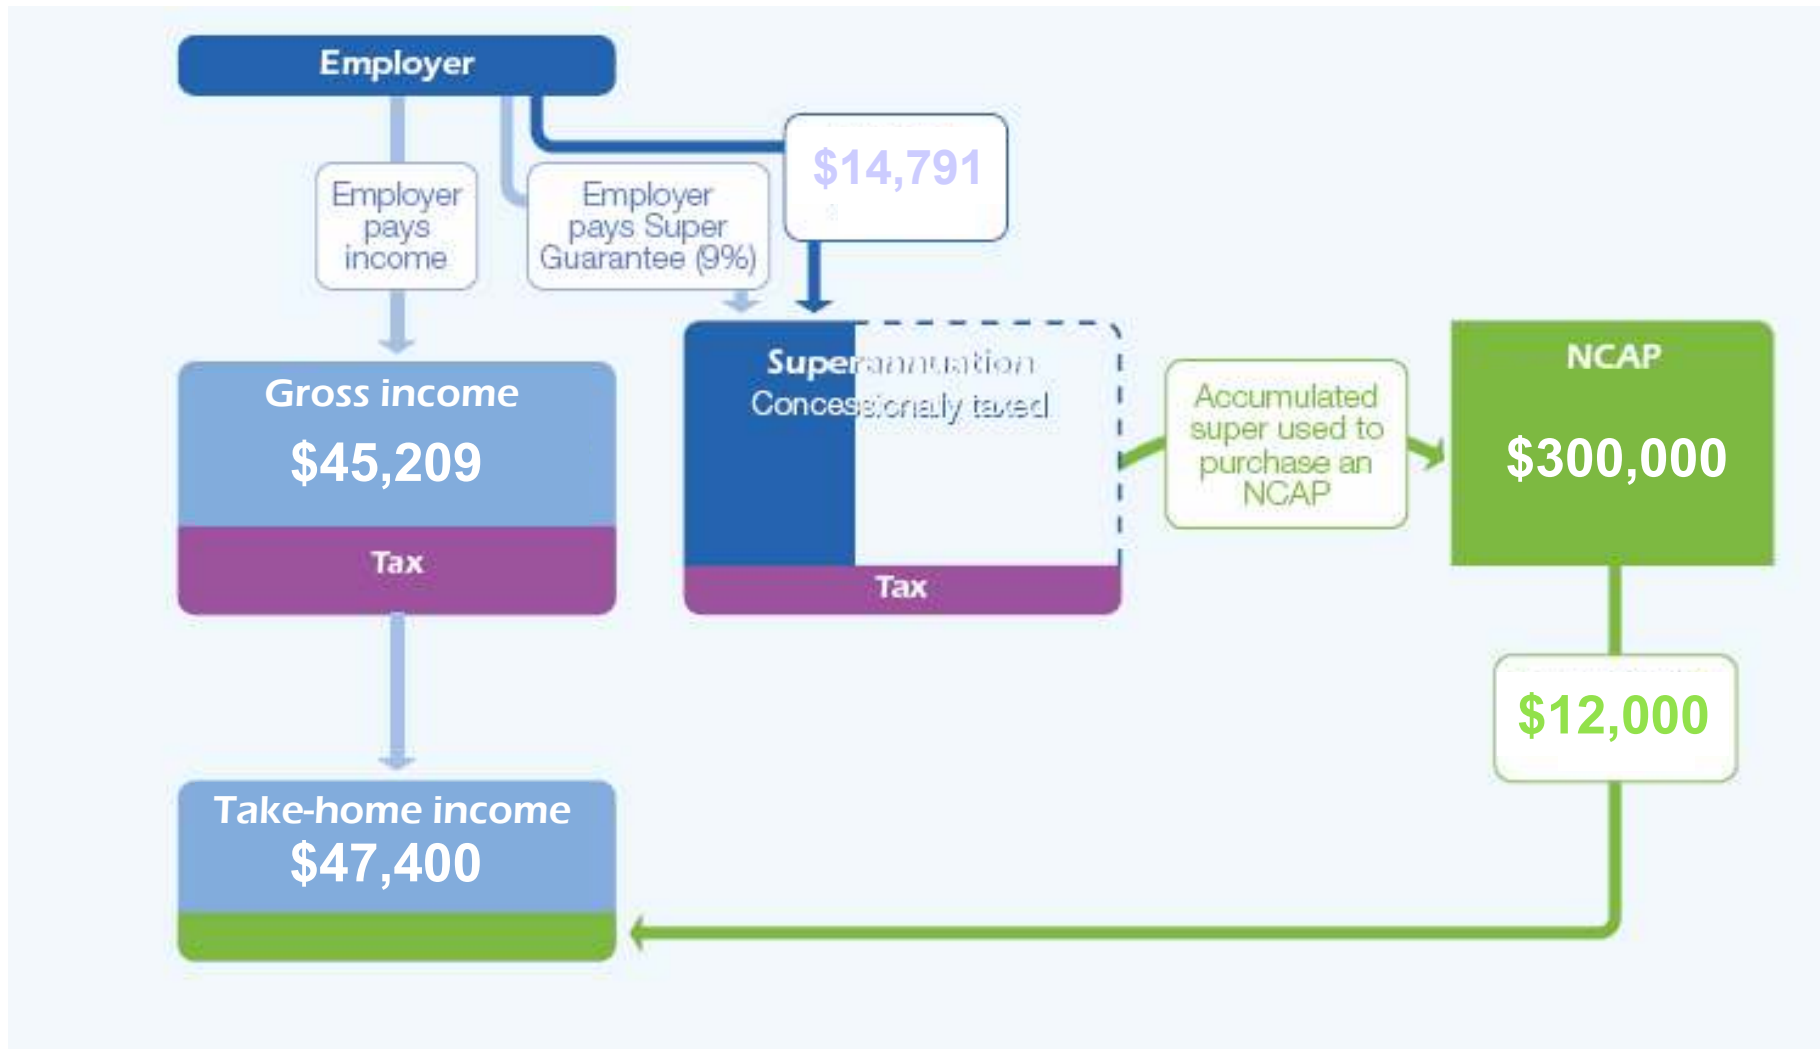 Employer
Employer
pays
income
Employer
pays Super
Guarantee (9%)
$14,791
Gross income
$45,209
Tax
Superannuation
Concessionally taxed
Tax
Accumulated
super used to
purchase an
NCAP
NCAP
$300,000
$12,000
Take-home income
$47,400